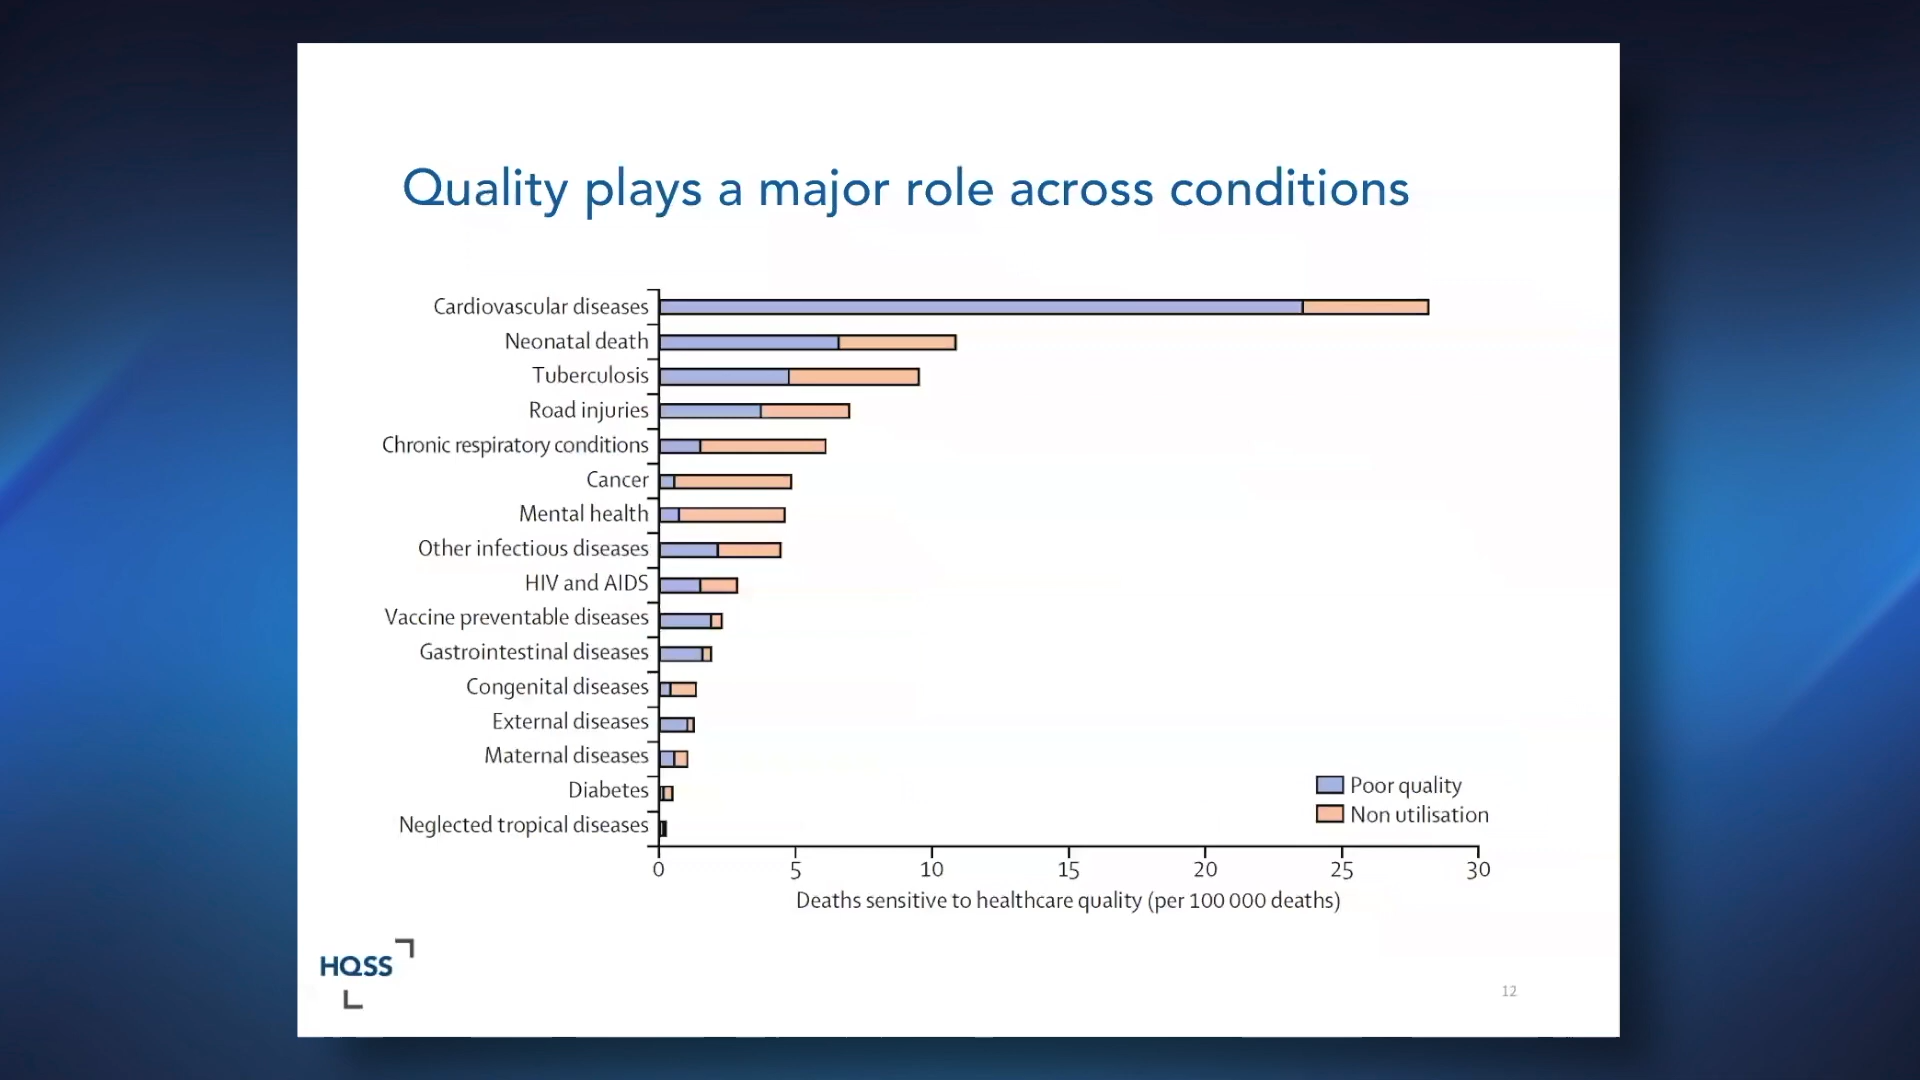 Quality plays a major role across conditions
Cardiovascular diseases
Neonatal death
Tuberculosis
Road injuries
Chronic respiratory conditions
Cancer
Mental health
Other infectious diseases
HIV and AIDS
Vaccine preventable diseases
Gastrointestinal diseases
Congenital diseases
External diseases
Maternal diseases
Diabetes
Neglected tropical diseases
Poor quality
Non utilisation
0 5 10 15 20 25 30
Deaths sensitive to healthcare quality (per 100 000 deaths)
HQSS
12